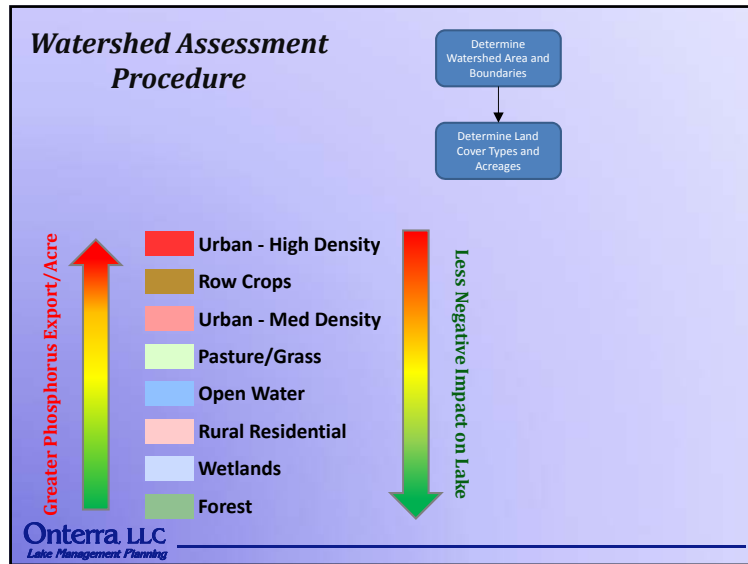 Watershed Assessment
Procedure
Determine
Watershed Area and
Boundaries
Determine Land
Cover Types and
Acreages
Greater Phosphorus Export/Acre
Urban - High Density
Row Crops
Urban - Med Density
Pasture/Grass
Open Water
Rural Residential
Wetlands
Forest
Less Negative Impact on Lake
Onterra, LLC
Lake Management Planning